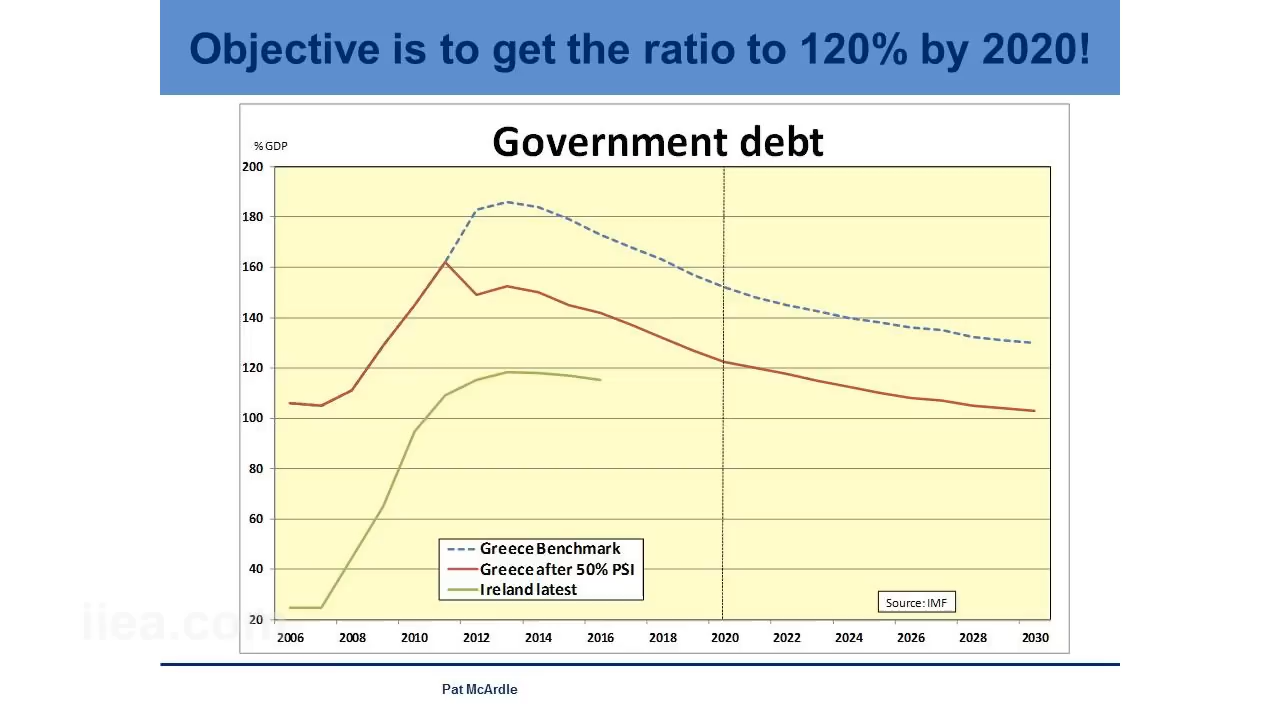 Objective is to get the ratio to 120% by 2020!
Government debt
% GDP
200
180
160
140
120
100
80
60
40
20
Greece Benchmark
Greece after 50% PSI
Ireland latest
Source: IMF
2006 2008 2010 2012 2014 2016 2018 2020 2022 2024 2026 2028 2030
iiea.com
Pat McArdle